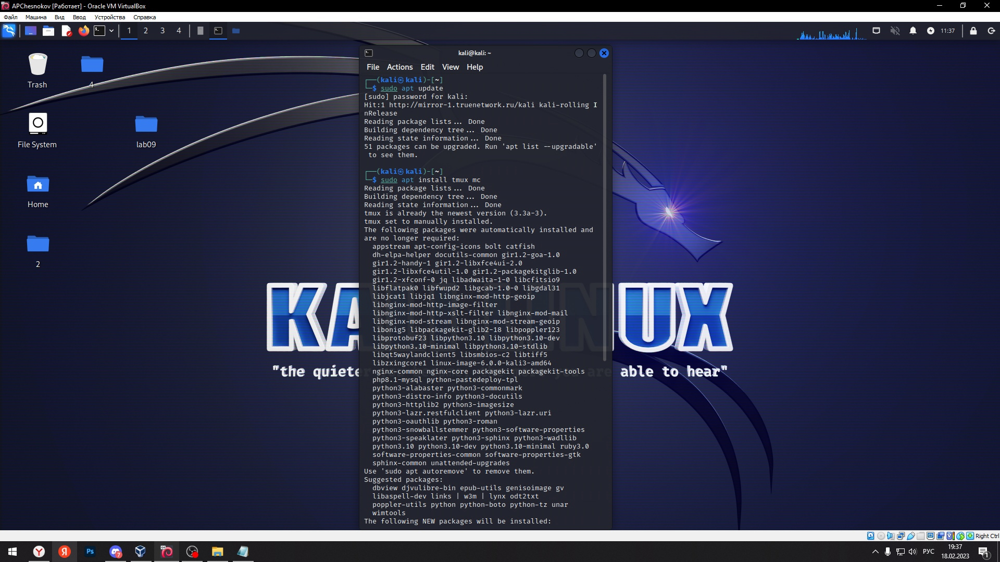 APChesnokov [Работает] - Oracle VM VirtualBox
Файл Машина Вид Ввод Устройства Справка
1 2 3 4 11:37
Trash
4
File System
lab09
Home
2
kali@kali: ~
File Actions Edit View Help
┌──(kali㉿kali)-[~]
└─$ sudo apt update
[sudo] password for kali:
Hit:1 http://mirror-1.truenetwork.ru/kali kali-rolling I
nRelease
Reading package lists... Done
Building dependency tree... Done
Reading state information... Done
51 packages can be upgraded. Run 'apt list --upgradable'
to see them.
┌──(kali㉿kali)-[~]
└─$ sudo apt install tmux mc
Reading package lists... Done
Building dependency tree... Done
Reading state information... Done
tmux is already the newest version (3.3a-3).
tmux set to manually installed.
The following packages were automatically installed and
are no longer required:
appstream apt-config-icons bolt catfish
dh-elpa-helper docutils-common gir1.2-goa-1.0
gir1.2-handy-1 gir1.2-libxfce4ui-2.0
gir1.2-libxfce4util-1.0 gir1.2-packagekitglib-1.0
gir1.2-xfconf-0 jq libadwaita-1-0 libcfitsio9
libflatpak0 libfwupd2 libgcab-1.0-0 libgdal31
libjcat1 libjq1 libnginx-mod-http-geoip
libnginx-mod-http-image-filter
libnginx-mod-http-xslt-filter libnginx-mod-mail
libnginx-mod-stream libnginx-mod-stream-geoip
libonig5 libpackagekit-glib2-18 libpoppler123
libprotobuf23 libpython3.10 libpython3.10-dev
libpython3.10-minimal libpython3.10-stdlib
libqt5waylandclient5 libsmbios-c2 libtiff5
libzxingcore1 linux-image-6.0.0-kali3-amd64
nginx-common nginx-core packagekit packagekit-tools
php8.1-mysql python-pastedeploy-tpl
python3-alabaster python3-commonmark
python3-distro-info python3-docutils
python3-httplib2 python3-imagesize
python3-lazr.restfulclient python3-lazr.uri
python3-oauthlib python3-roman
python3-snowballstemmer python3-software-properties
python3-speaklater python3-sphinx python3-wadllib
python3.10 python3.10-dev python3.10-minimal ruby3.0
software-properties-common software-properties-gtk
sphinx-common unattended-upgrades
Use 'sudo apt autoremove' to remove them.
Suggested packages:
dbview djvulibre-bin epub-utils genisoimage gv
libaspell-dev links | w3m | lynx odt2txt
poppler-utils python python-boto python-tz unar
wimtools
The following NEW packages will be installed:
KA NUX
"the quiete you are able to hear"
Right Ctrl
Ps 7 РУС 19:37
18.02.2023 1